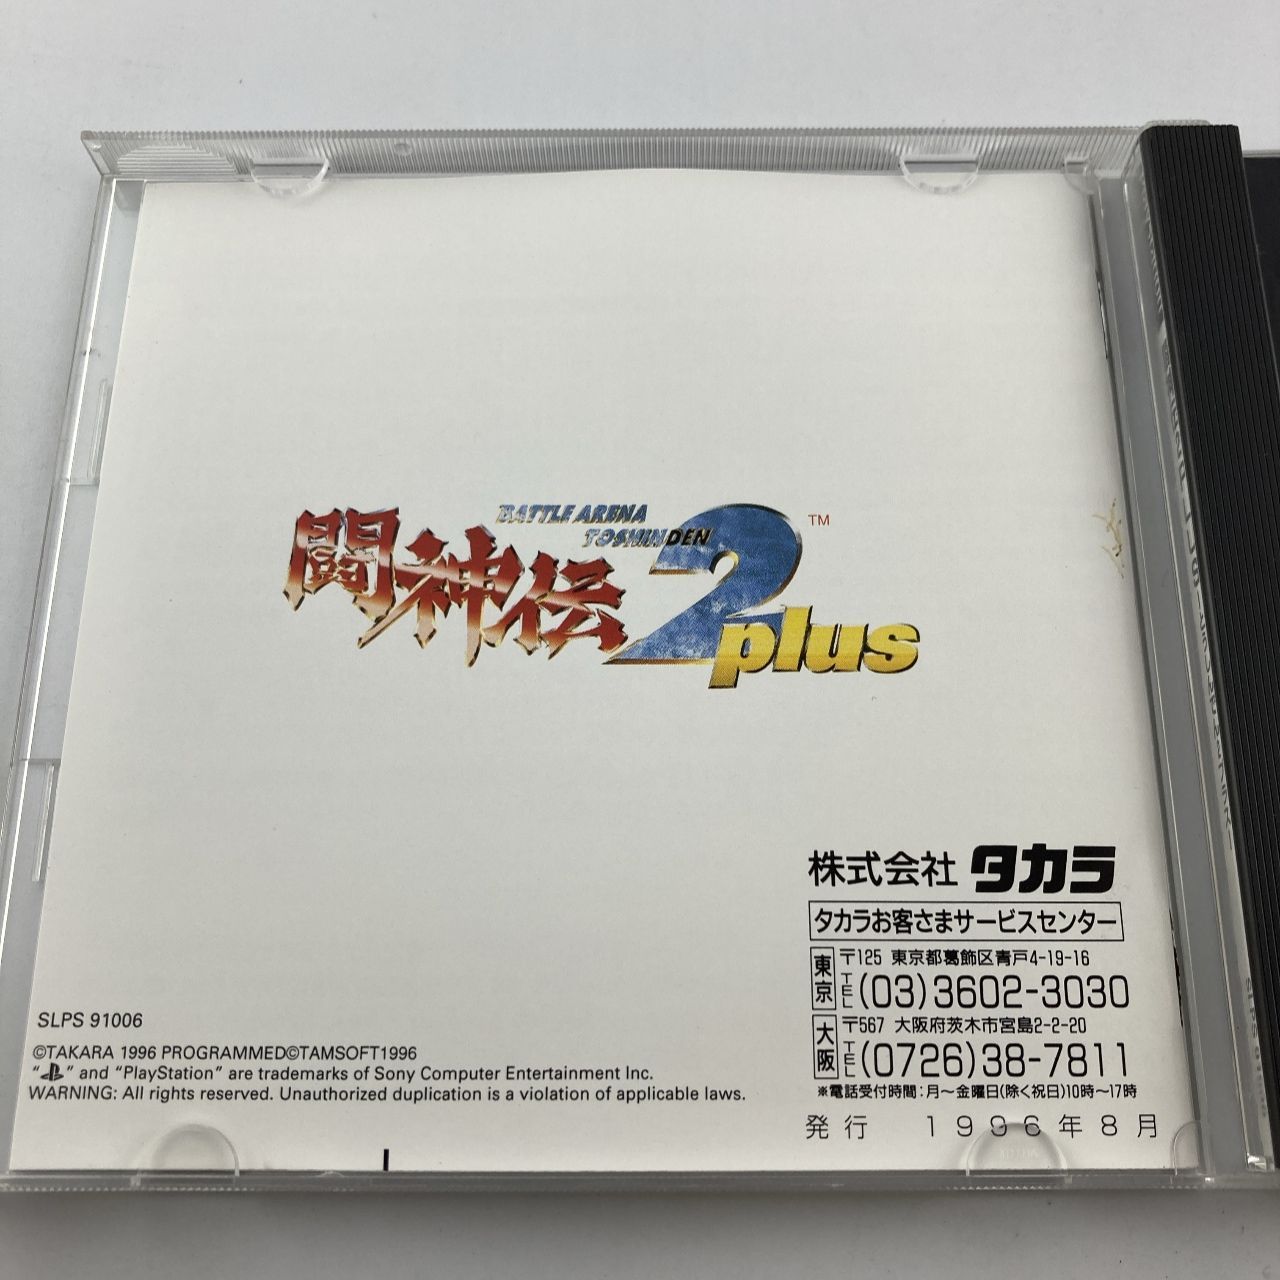 BATTLE ARENA
TOSHINDEN
闘神伝2
plus
TM
株式会社 タカラ
タカラお客さまサービスセンター
東京 〒125 東京都葛飾区青戸4-19-16
TEL (03)3602-3030
大阪 〒567 大阪府茨木市宮島2-2-20
TEL (0726)38-7811
※電話受付時間:月～金曜日(除く祝日)10時～17時
発行 1996年8月
SLPS 91006
©TAKARA 1996 PROGRAMMED©TAMSOFT1996
“ ” and “PlayStation” are trademarks of Sony Computer Entertainment Inc.
WARNING: All rights reserved. Unauthorized duplication is a violation of applicable laws.